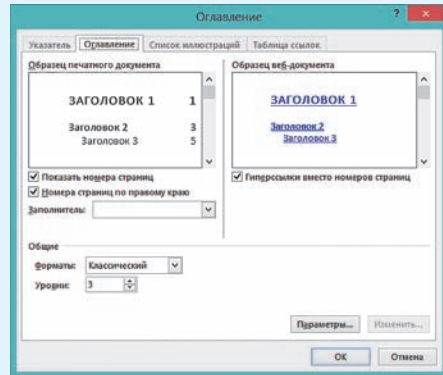 Оглавление
Указатель Оглавление Список иллюстраций Таблица ссылок
Образец печатного документа
ЗАГОЛОВОК 1 1
Заголовок 2 3
Заголовок 3 5
Показать номера страниц
Номера страниц по правому краю
Заполнитель:
Образец веб-документа
ЗАГОЛОВОК 1
Заголовок 2
Заголовок 3
Гиперссылки вместо номеров страниц
Общие
Форматы: Классический
Уровни: 3
Параметры... Изменить...
ОК Отмена